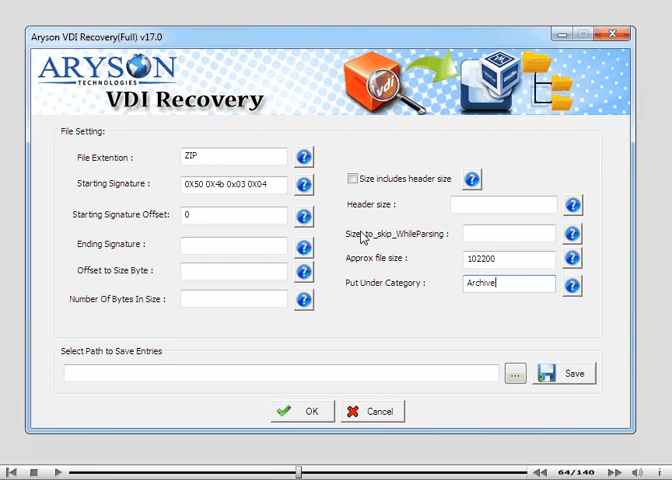 Aryson VDI Recovery(Full) v17.0
ARYSON
TECHNOLOGIES
VDI Recovery
vdi
File Setting:
File Extention :
ZIP
Starting Signature :
0X50 0X4b 0x03 0X04
Starting Signature Offset:
0
Ending Signature :
Offset to Size Byte :
Number Of Bytes In Size :
Size includes header size
Header size :
Size_to_skip_WhileParsing :
Approx file size :
102200
Put Under Category :
Archive
Select Path to Save Entries
...
Save
OK
Cancel
64/140